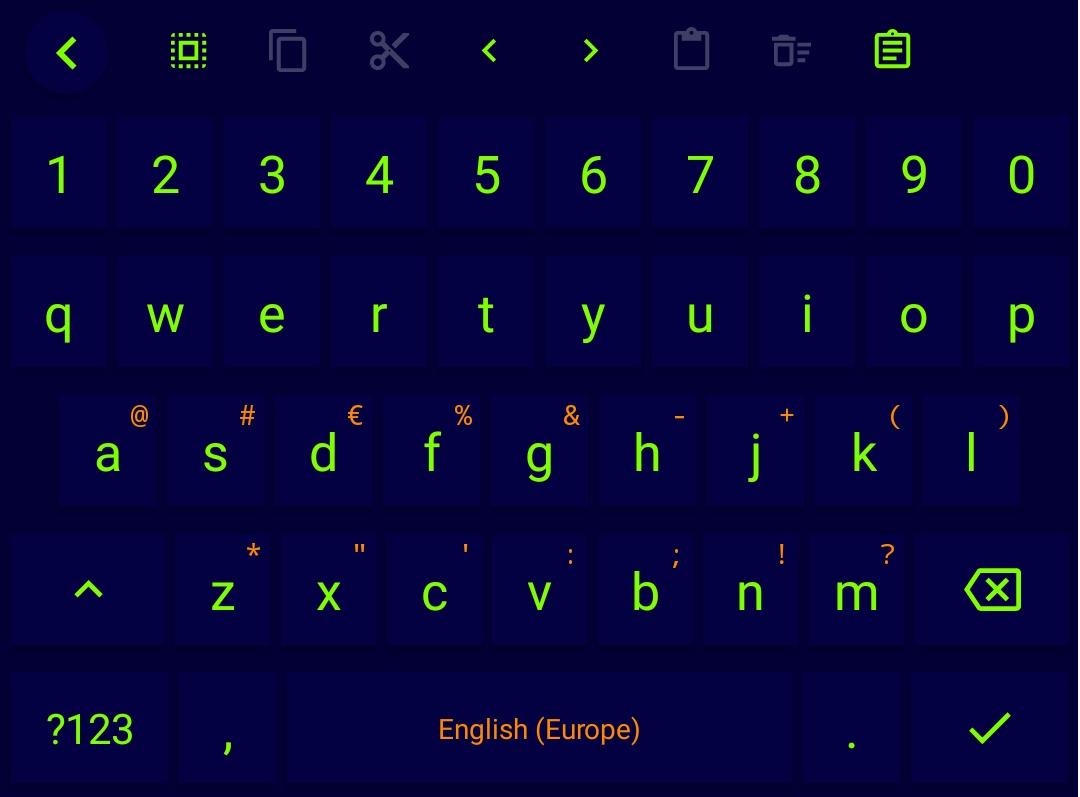 1 2 3 4 5 6 7 8 9 0
q w e r t y u i o p
@ # € % & - + ( )
a s d f g h j k l
* " ' : ; ! ?
z x c v b n m
?123 , English (Europe) .